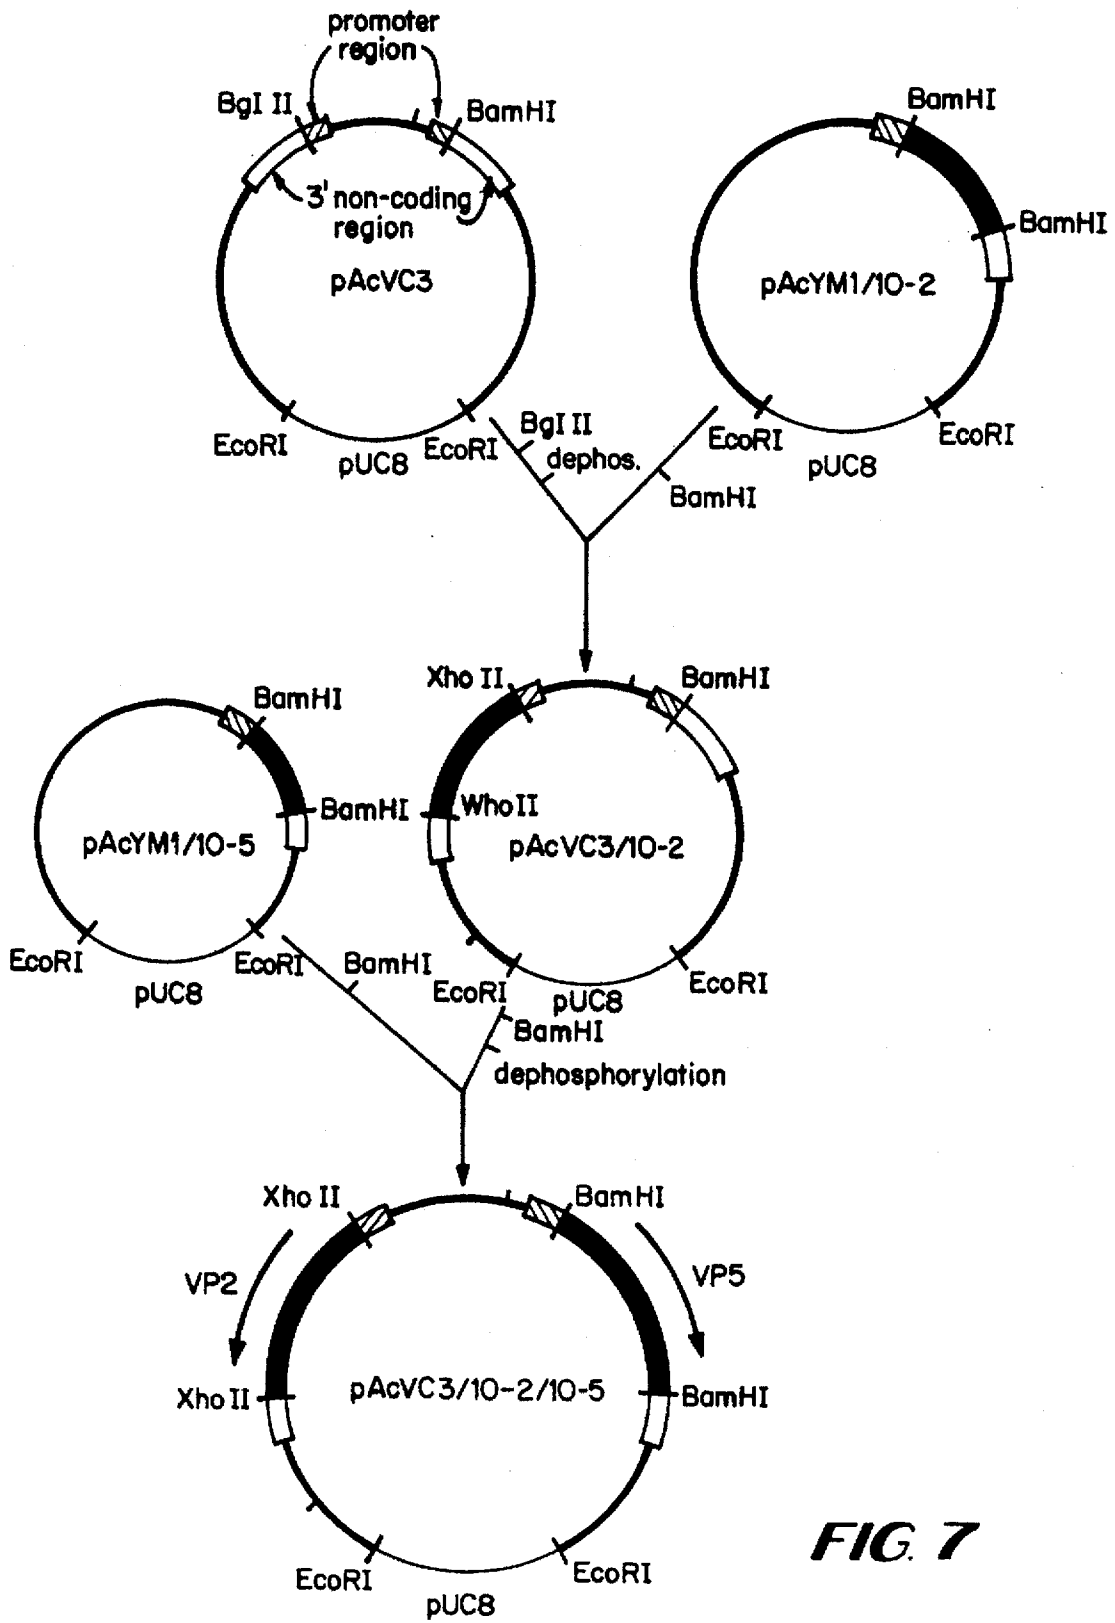 promoter
region
BgI II
BamHI
3' non-coding
region
pAcVC3
EcoRI
pUC8
EcoRI
BamHI
BamHI
pAcYM1/10-2
EcoRI
pUC8
EcoRI
BgI II
dephos.
BamHI
BamHI
BamHI
pAcYM1/10-5
EcoRI
pUC8
EcoRI
Xho II
BamHI
Who II
pAcVC3/10-2
EcoRI
pUC8
EcoRI
BamHI
BamHI
dephosphorylation
Xho II
BamHI
VP2
VP5
Xho II
pAcVC3/10-2/10-5
BamHI
EcoRI
pUC8
EcoRI
FIG. 7